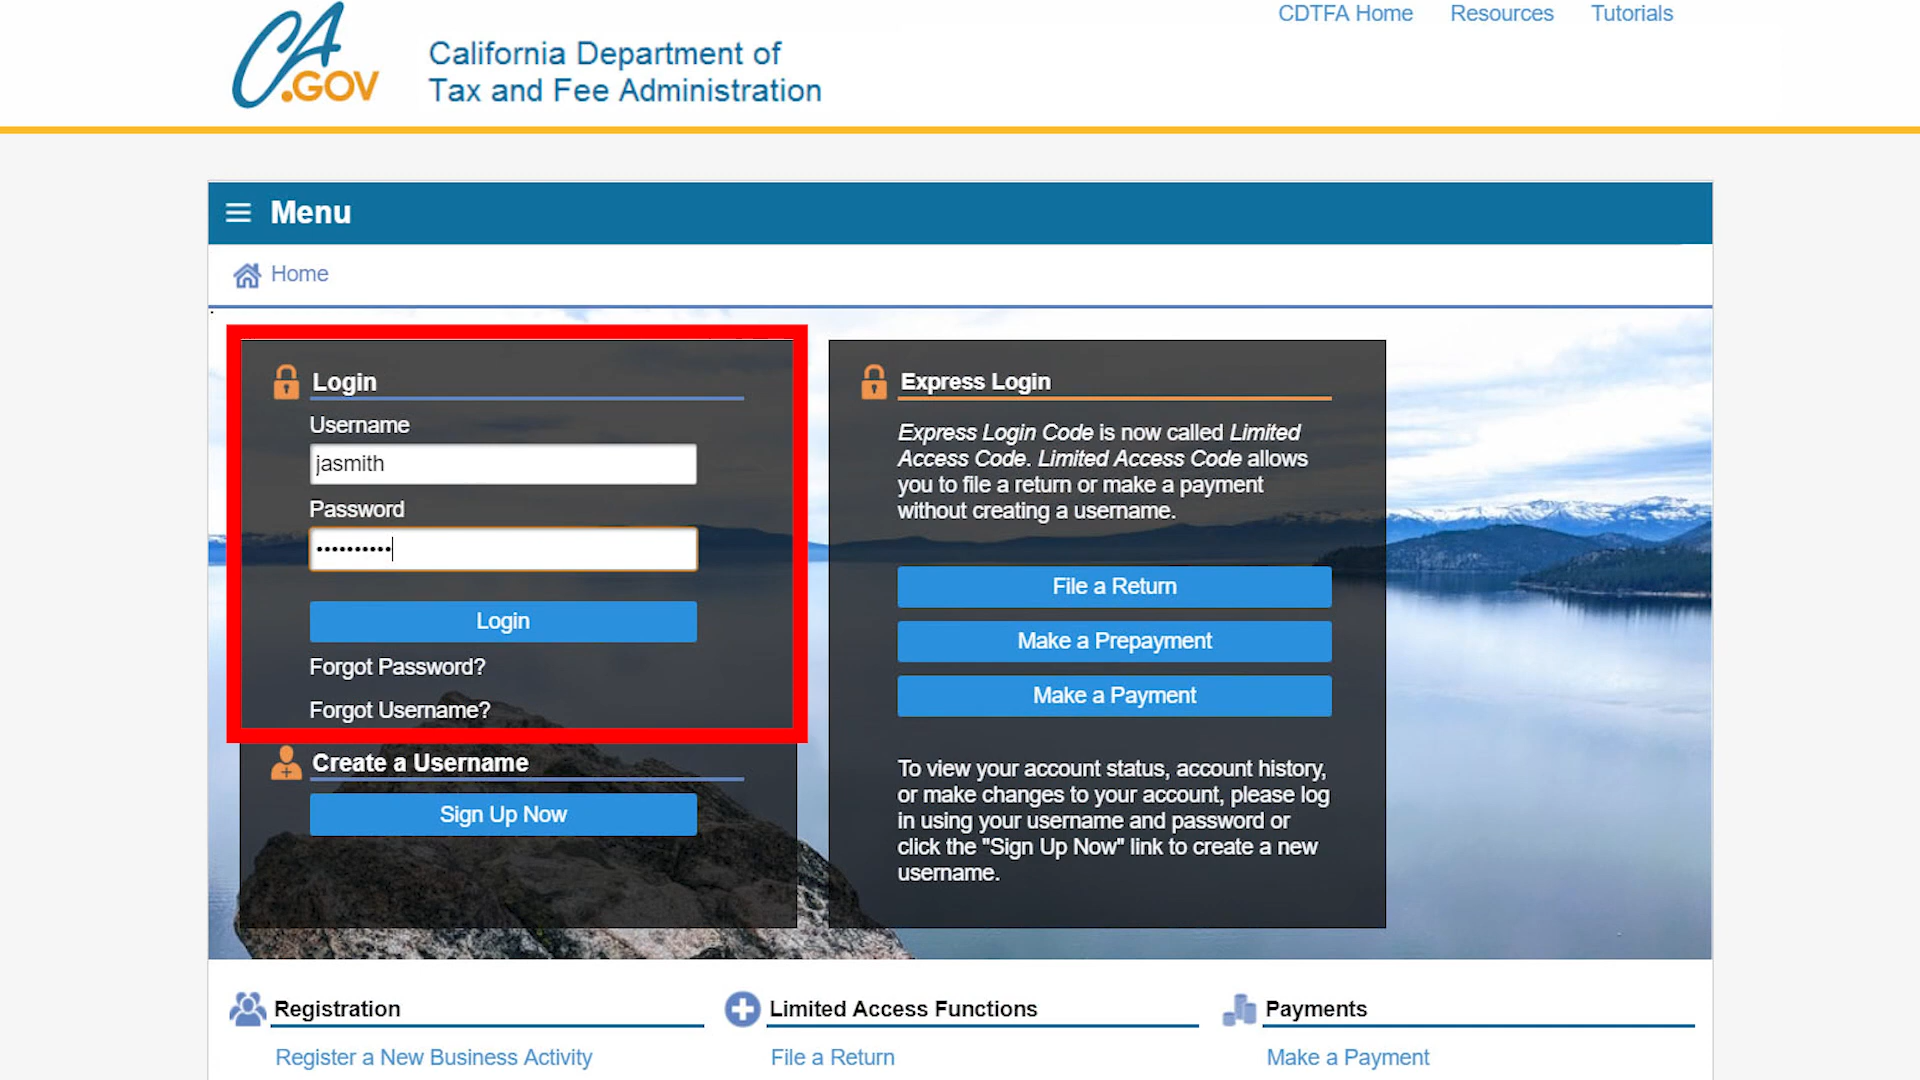 CA.GOV
California Department of
Tax and Fee Administration
CDTFA Home Resources Tutorials
Menu
Home
Login
Username
jasmith
Password
••••••••••
Login
Forgot Password?
Forgot Username?
Create a Username
Sign Up Now
Express Login
Express Login Code is now called Limited
Access Code. Limited Access Code allows
you to file a return or make a payment
without creating a username.
File a Return
Make a Prepayment
Make a Payment
To view your account status, account history,
or make changes to your account, please log
in using your username and password or
click the "Sign Up Now" link to create a new
username.
Registration
Register a New Business Activity
Limited Access Functions
File a Return
Payments
Make a Payment